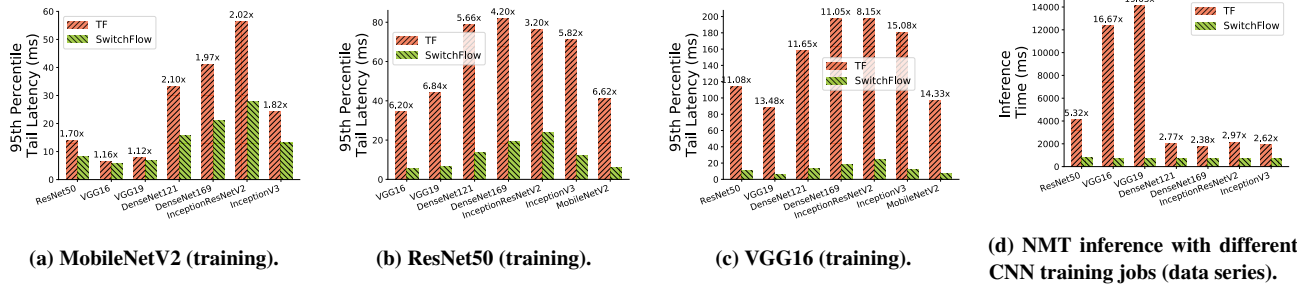 60
50
40
30
20
10
0
95th Percentile
Tail Latency (ms)
TF
SwitchFlow
1.70x
1.16x
1.12x
2.10x
1.97x
2.02x
1.82x
ResNet50
VGG16
VGG19
DenseNet121
DenseNet169
InceptionResNetV2
InceptionV3
(a) MobileNetV2 (training).
80
60
40
20
0
95th Percentile
Tail Latency (ms)
TF
SwitchFlow
6.20x
6.84x
5.66x
4.20x
3.20x
5.82x
6.62x
VGG16
VGG19
DenseNet121
DenseNet169
InceptionResNetV2
InceptionV3
MobileNetV2
(b) ResNet50 (training).
200
180
160
140
120
100
80
60
40
20
0
95th Percentile
Tail Latency (ms)
TF
SwitchFlow
11.08x
13.48x
11.65x
11.05x
8.15x
15.08x
14.33x
ResNet50
VGG19
DenseNet121
DenseNet169
InceptionResNetV2
InceptionV3
MobileNetV2
(c) VGG16 (training).
14000
12000
10000
8000
6000
4000
2000
0
Inference
Time (ms)
TF
SwitchFlow
5.32x
16.67x
2.77x
2.38x
2.97x
2.62x
ResNet50
VGG16
VGG19
DenseNet121
DenseNet169
InceptionResNetV2
InceptionV3
(d) NMT inference with different
CNN training jobs (data series).